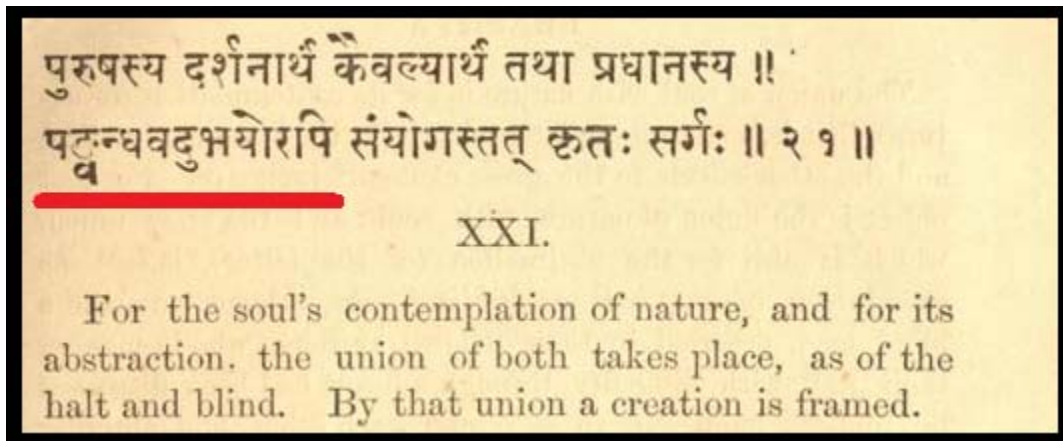 पुरुषस्य दर्शनार्थं कैवल्यार्थं तथा प्रधानस्य ॥
पङ्ग्वन्धवदुभयोरपि संयोगस्तत् कृतः सर्गः ॥ २१ ॥
XXI.
For the soul's contemplation of nature, and for its
abstraction. the union of both takes place, as of the
halt and blind. By that union a creation is framed.